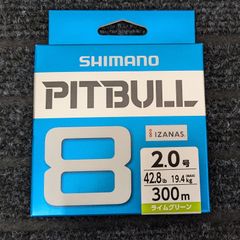 SHIMANO
PITBULL
8
IZANAS
2.0号
42.8lb 19.4kg MAX
300m
ライムグリーン